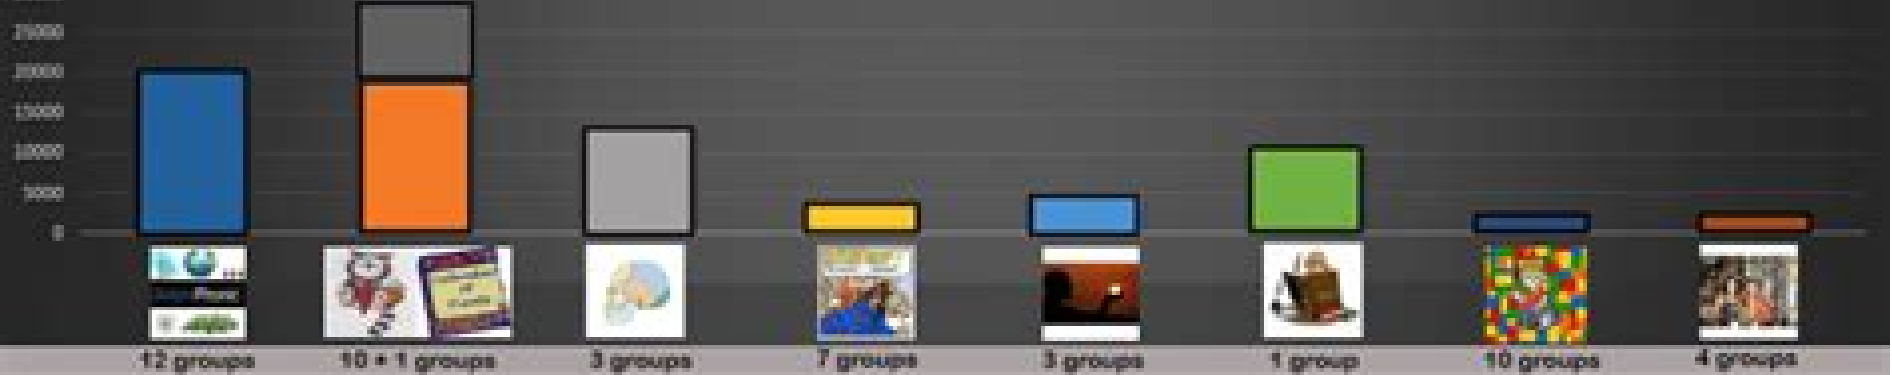 25000
20000
15000
10000
5000
0
12 groups
10 + 1 groups
3 groups
7 groups
3 groups
1 group
10 groups
4 groups